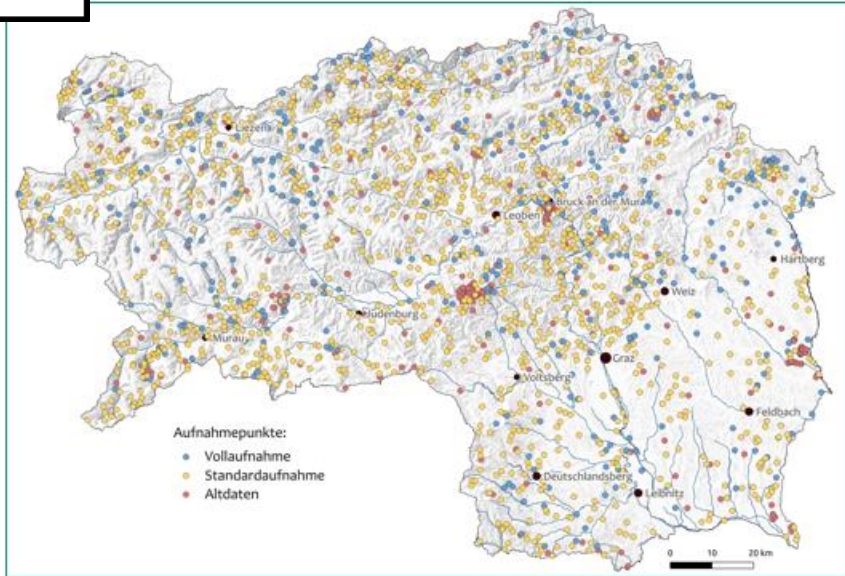 Liezen
Bruck an der Mur
Leoben
Hartberg
Weiz
Judenburg
Murau
Graz
Voitsberg
Feldbach
Aufnahmepunkte:
Vollaufnahme
Standardaufnahme
Altdaten
Deutschlandsberg
Leibnitz
0 10 20 km